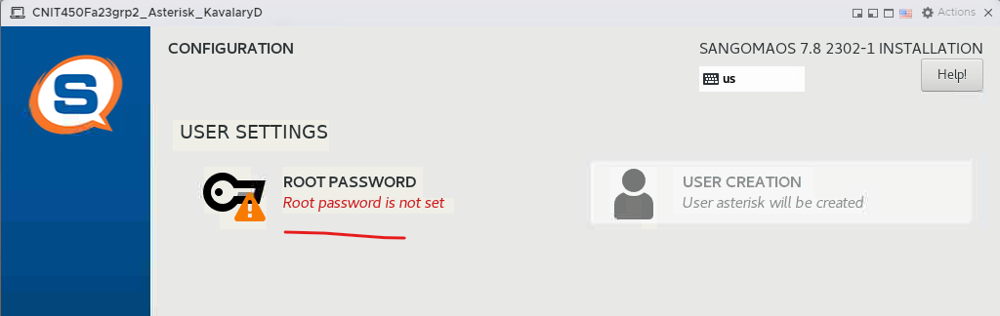 CNIT450Fa23grp2_Asterisk_KavalaryD
Actions
CONFIGURATION
SANGOMAOS 7.8 2302-1 INSTALLATION
us
Help!
S
USER SETTINGS
ROOT PASSWORD
Root password is not set
USER CREATION
User asterisk will be created